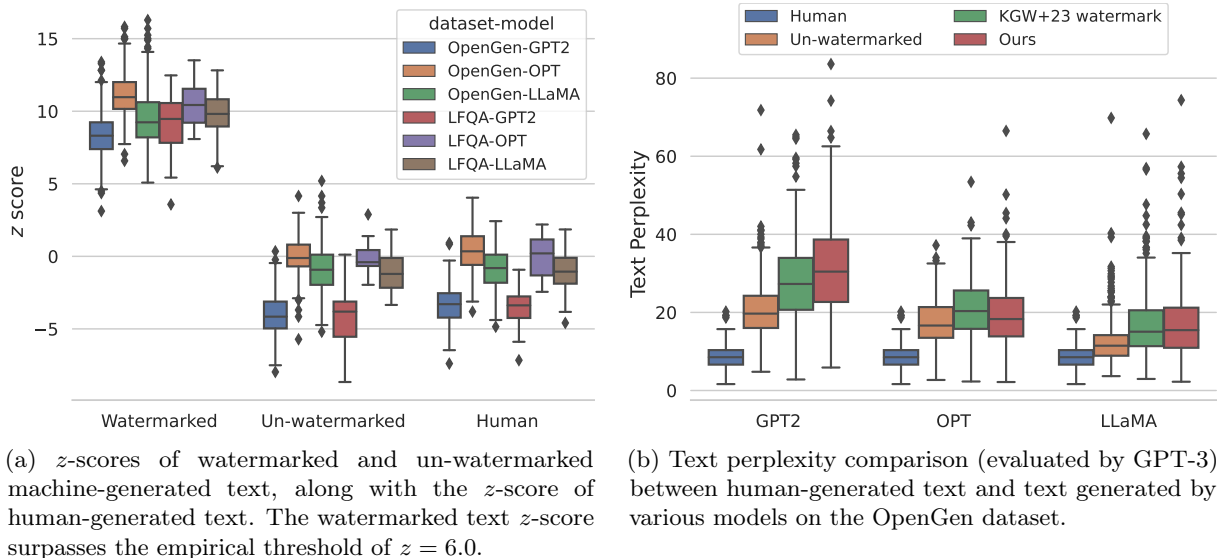 15
10
5
0
−5
z score
dataset-model
OpenGen-GPT2
OpenGen-OPT
OpenGen-LLaMA
LFQA-GPT2
LFQA-OPT
LFQA-LLaMA
Watermarked
Un-watermarked
Human
(a) z-scores of watermarked and un-watermarked
machine-generated text, along with the z-score of
human-generated text. The watermarked text z-score
surpasses the empirical threshold of z = 6.0.
Human
Un-watermarked
KGW+23 watermark
Ours
80
60
40
20
0
Text Perplexity
GPT2
OPT
LLaMA
(b) Text perplexity comparison (evaluated by GPT-3)
between human-generated text and text generated by
various models on the OpenGen dataset.